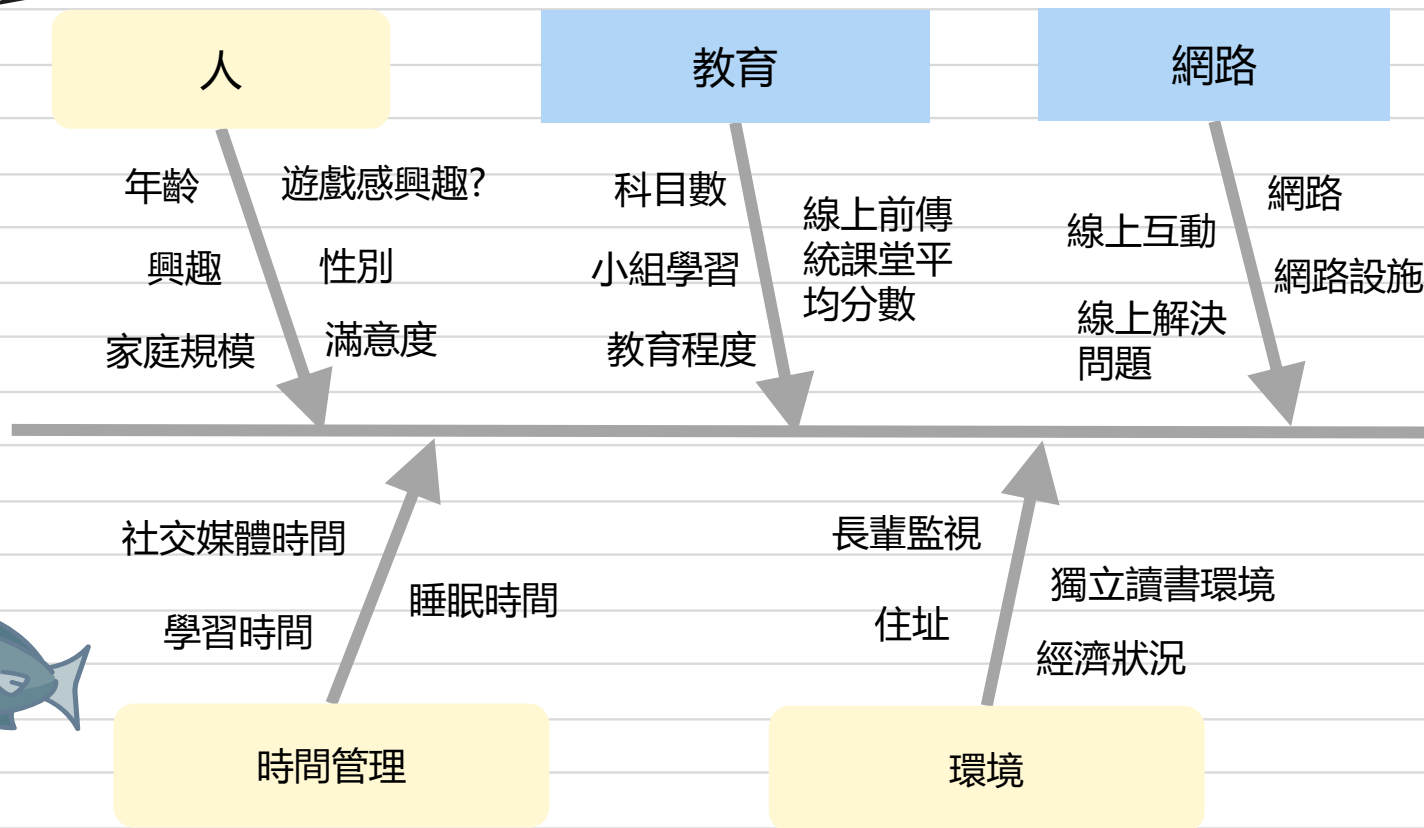 人
教育
網路
年齡
遊戲感興趣?
興趣
性別
家庭規模
滿意度
科目數
線上前傳
統課堂平
均分數
小組學習
教育程度
線上互動
網路
網路設施
線上解決
問題
社交媒體時間
學習時間
睡眠時間
長輩監視
獨立讀書環境
住址
經濟狀況
時間管理
環境